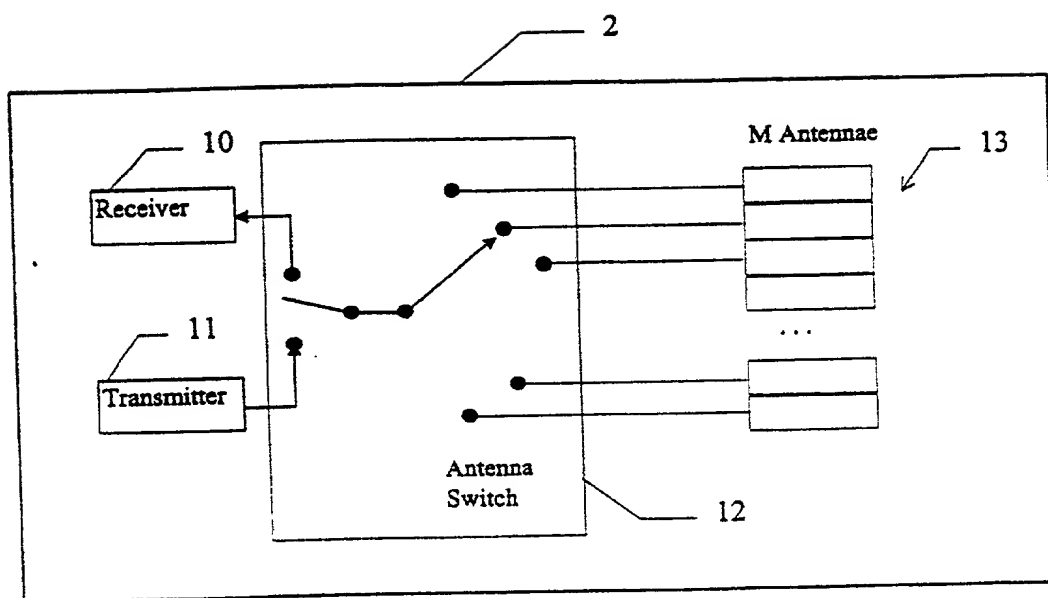 2
10
M Antennae
13
Receiver
11
...
Transmitter
Antenna
Switch
12